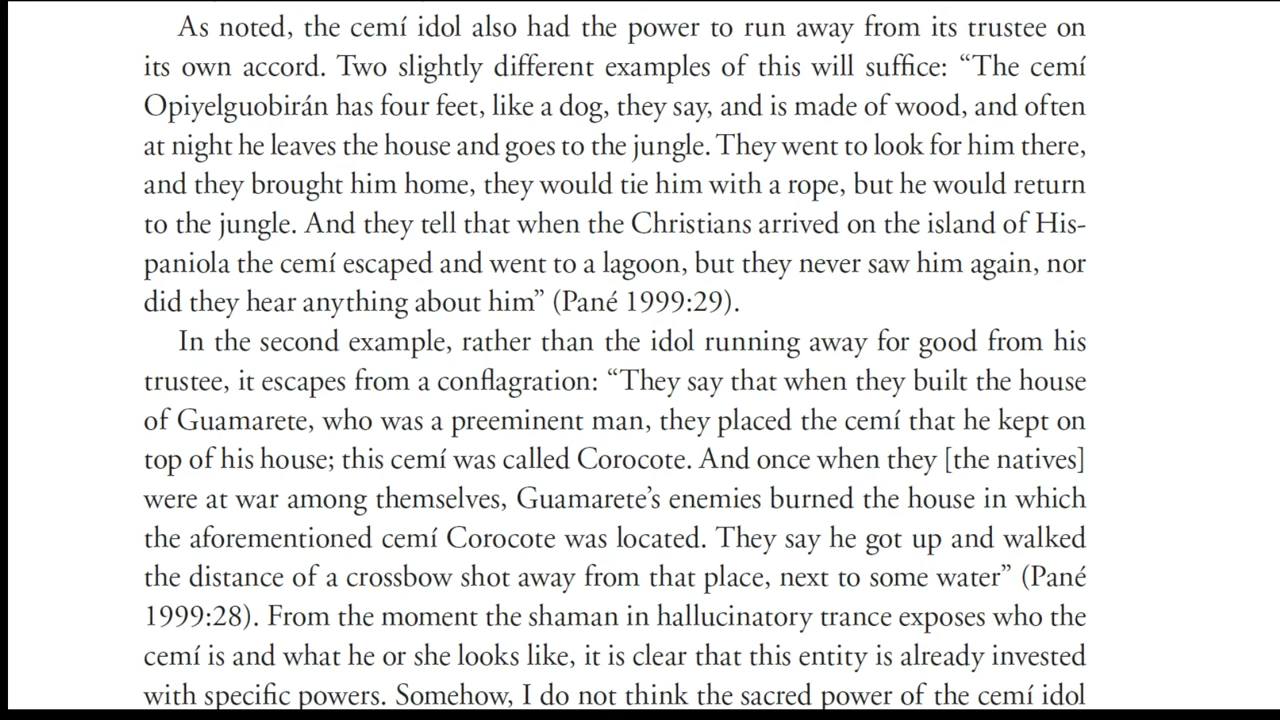 As noted, the cemí idol also had the power to run away from its trustee on
its own accord. Two slightly different examples of this will suffice: “The cemí
Opiyelguobirán has four feet, like a dog, they say, and is made of wood, and often
at night he leaves the house and goes to the jungle. They went to look for him there,
and they brought him home, they would tie him with a rope, but he would return
to the jungle. And they tell that when the Christians arrived on the island of His-
paniola the cemí escaped and went to a lagoon, but they never saw him again, nor
did they hear anything about him” (Pané 1999:29).
In the second example, rather than the idol running away for good from his
trustee, it escapes from a conflagration: “They say that when they built the house
of Guamarete, who was a preeminent man, they placed the cemí that he kept on
top of his house; this cemí was called Corocote. And once when they [the natives]
were at war among themselves, Guamarete’s enemies burned the house in which
the aforementioned cemí Corocote was located. They say he got up and walked
the distance of a crossbow shot away from that place, next to some water” (Pané
1999:28). From the moment the shaman in hallucinatory trance exposes who the
cemí is and what he or she looks like, it is clear that this entity is already invested
with specific powers. Somehow, I do not think the sacred power of the cemí idol